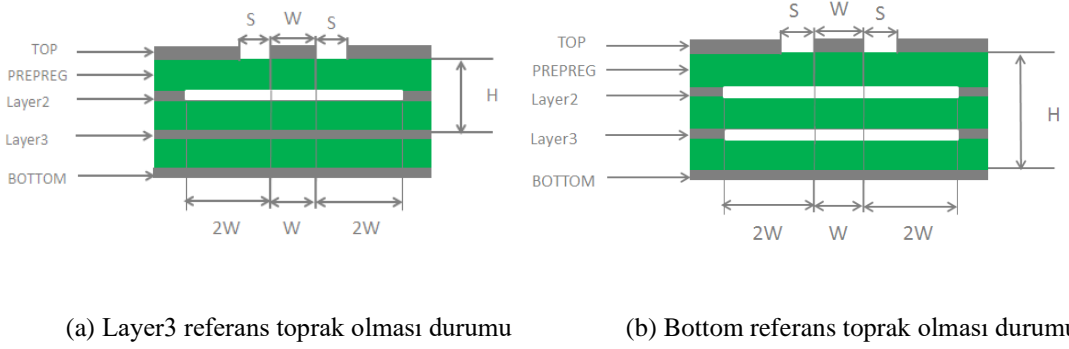 S W S
TOP
PREPREG
Layer2
Layer3
BOTTOM
H
2W W 2W
S W S
TOP
PREPREG
Layer2
Layer3
BOTTOM
H
2W W 2W
(a) Layer3 referans toprak olması durumu
(b) Bottom referans toprak olması durumu